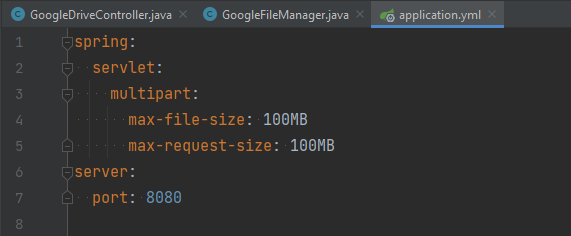 GoogleDriveController.java GoogleFileManager.java application.yml
1 spring:
2   servlet:
3     multipart:
4       max-file-size: 100MB
5       max-request-size: 100MB
6 server:
7   port: 8080
8